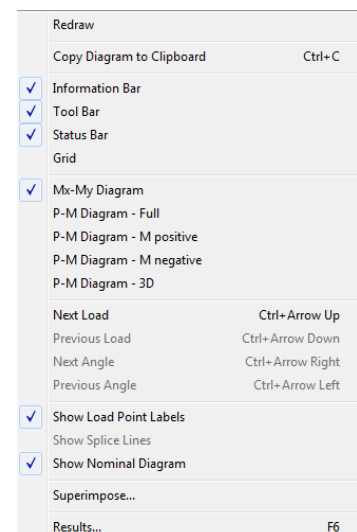 Redraw
Copy Diagram to Clipboard Ctrl+C
Information Bar
Tool Bar
Status Bar
Grid
Mx-My Diagram
P-M Diagram - Full
P-M Diagram - M positive
P-M Diagram - M negative
P-M Diagram - 3D
Next Load Ctrl+Arrow Up
Previous Load Ctrl+Arrow Down
Next Angle Ctrl+Arrow Right
Previous Angle Ctrl+Arrow Left
Show Load Point Labels
Show Splice Lines
Show Nominal Diagram
Superimpose...
Results... F6